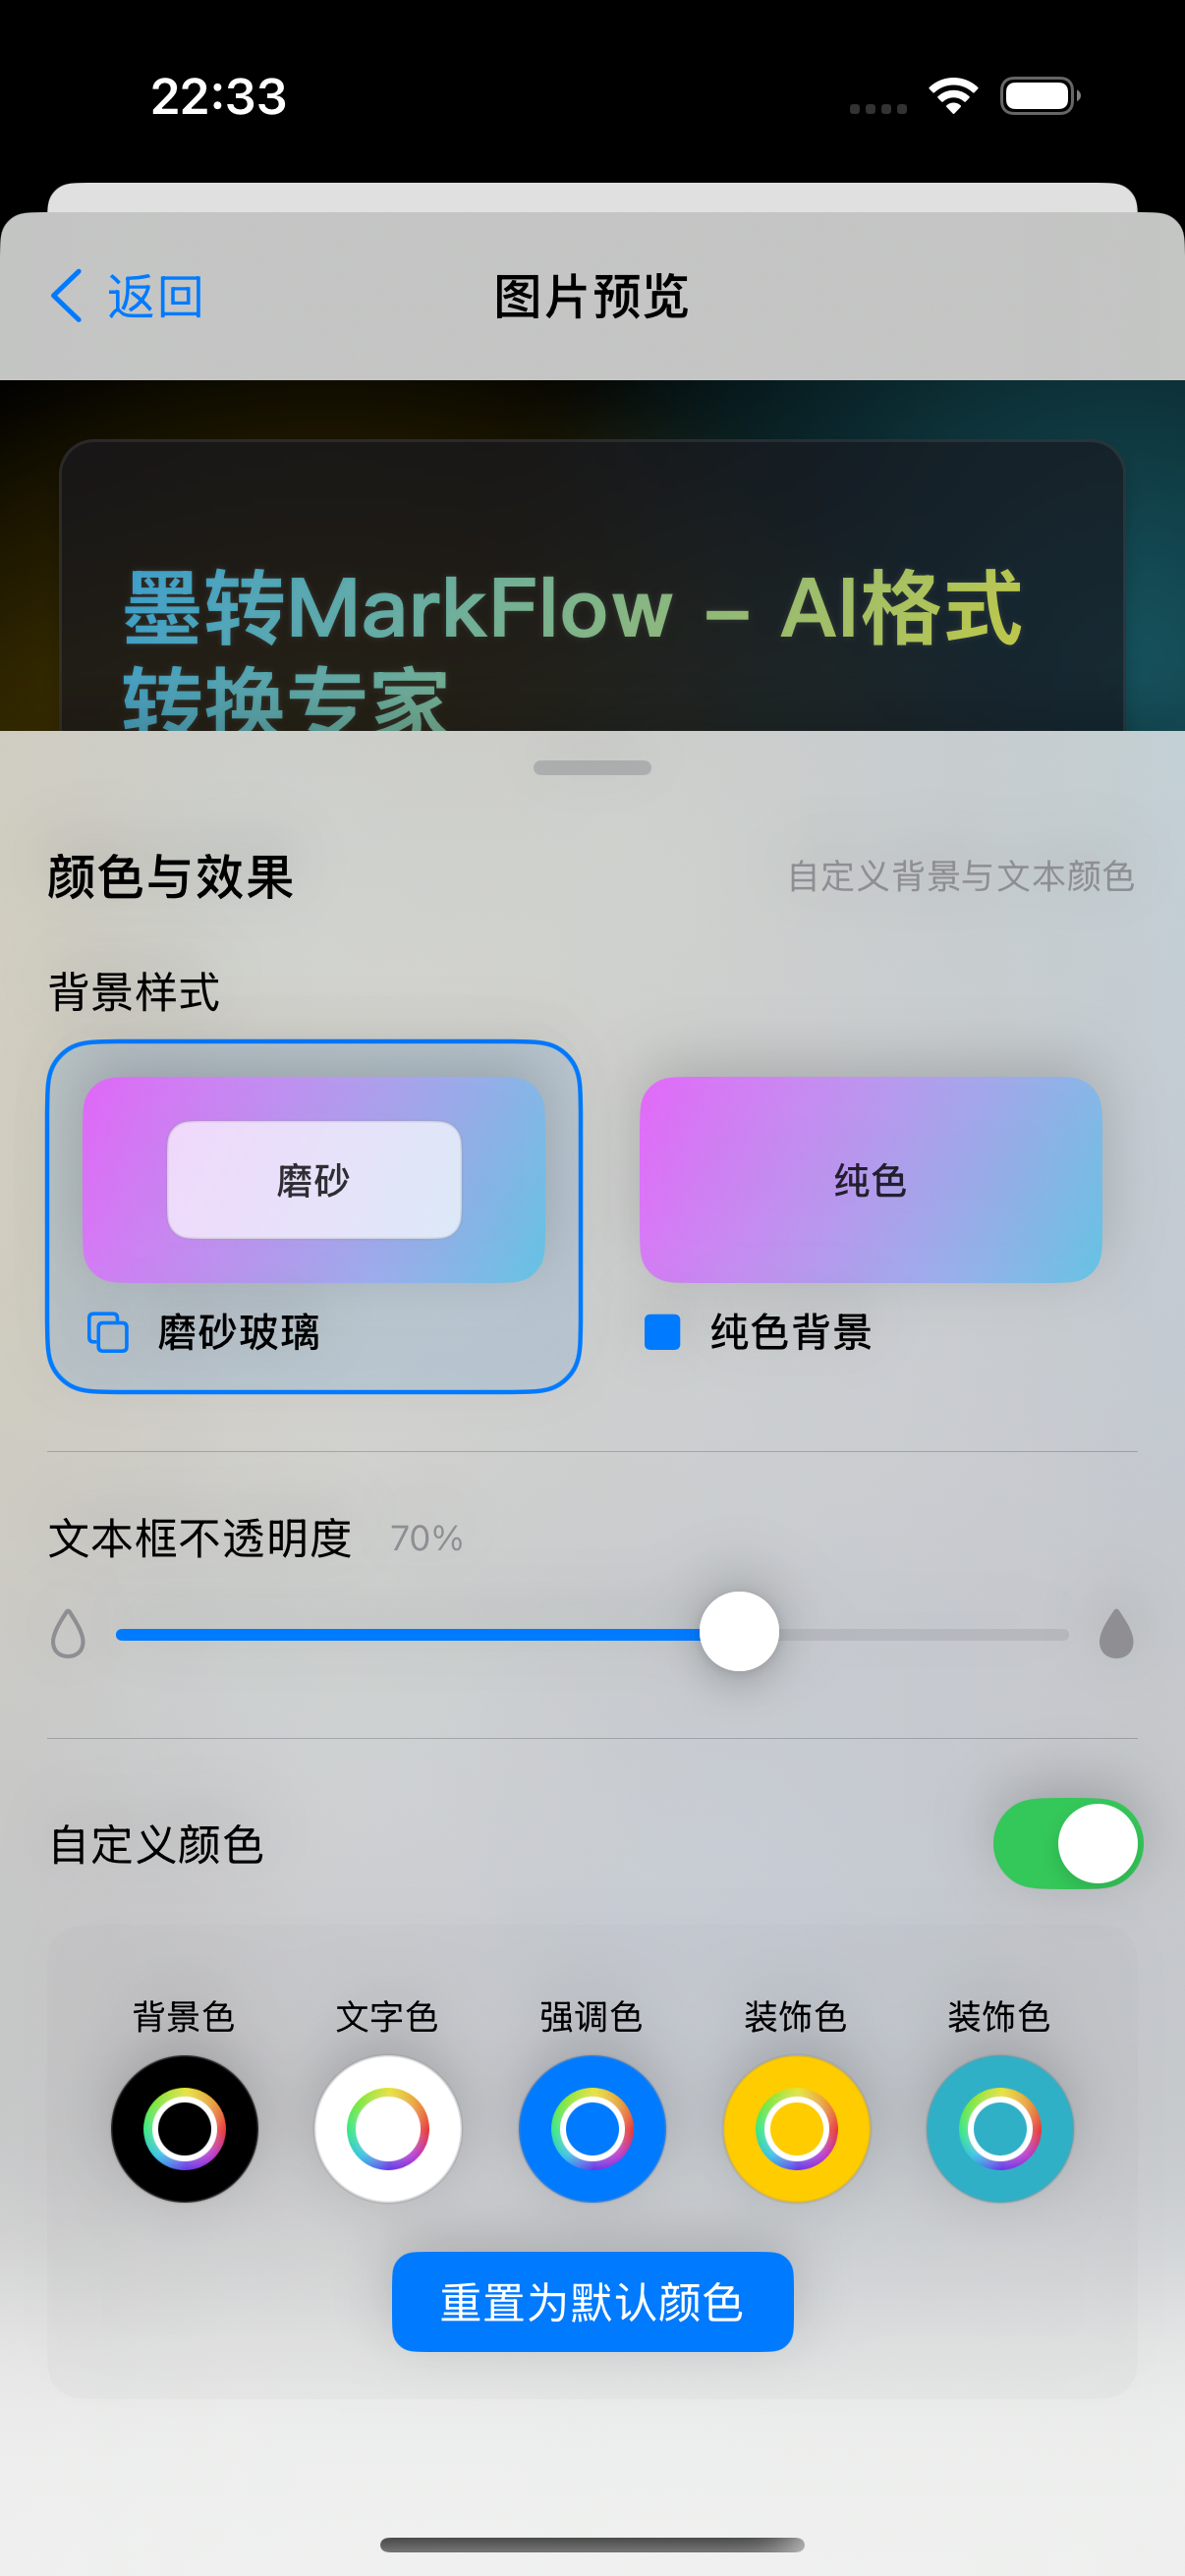 22:33
返回
图片预览
墨转MarkFlow – AI格式
转换专家
颜色与效果
自定义背景与文本颜色
背景样式
磨砂
纯色
磨砂玻璃
纯色背景
文本框不透明度 70%
自定义颜色
背景色 文字色 强调色 装饰色 装饰色
重置为默认颜色